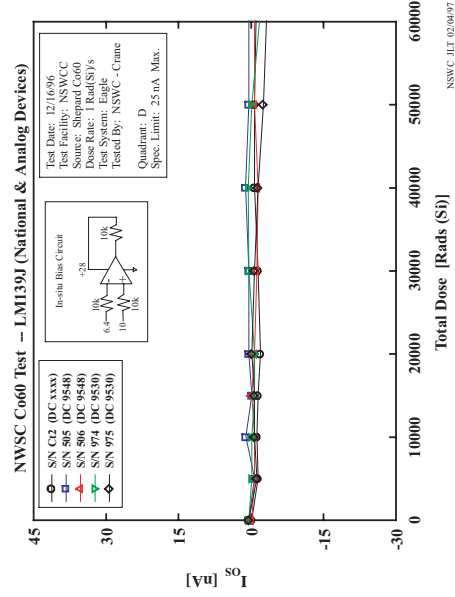 NWSC Co60 Test -- LM139J (National & Analog Devices)
S/N Ct2 (DC xxxx)
S/N 505 (DC 9548)
S/N 506 (DC 9548)
S/N 974 (DC 9530)
S/N 975 (DC 9530)
In-situ Bias Circuit
+28
10k
10k
6.4
10
10k
Test Date: 12/16/96
Test Facility: NSWCC
Source: Shepard Co60
Dose Rate: 1 Rad(Si)/s
Test System: Eagle
Tested By: NSWC - Crane
Quadrant: D
Spec. Limit: 25 nA Max.
I OS [nA]
45
30
15
0
-15
-30
0 10000 20000 30000 40000 50000 60000
Total Dose [Rads (Si)]
NSWC JLT 02/04/97